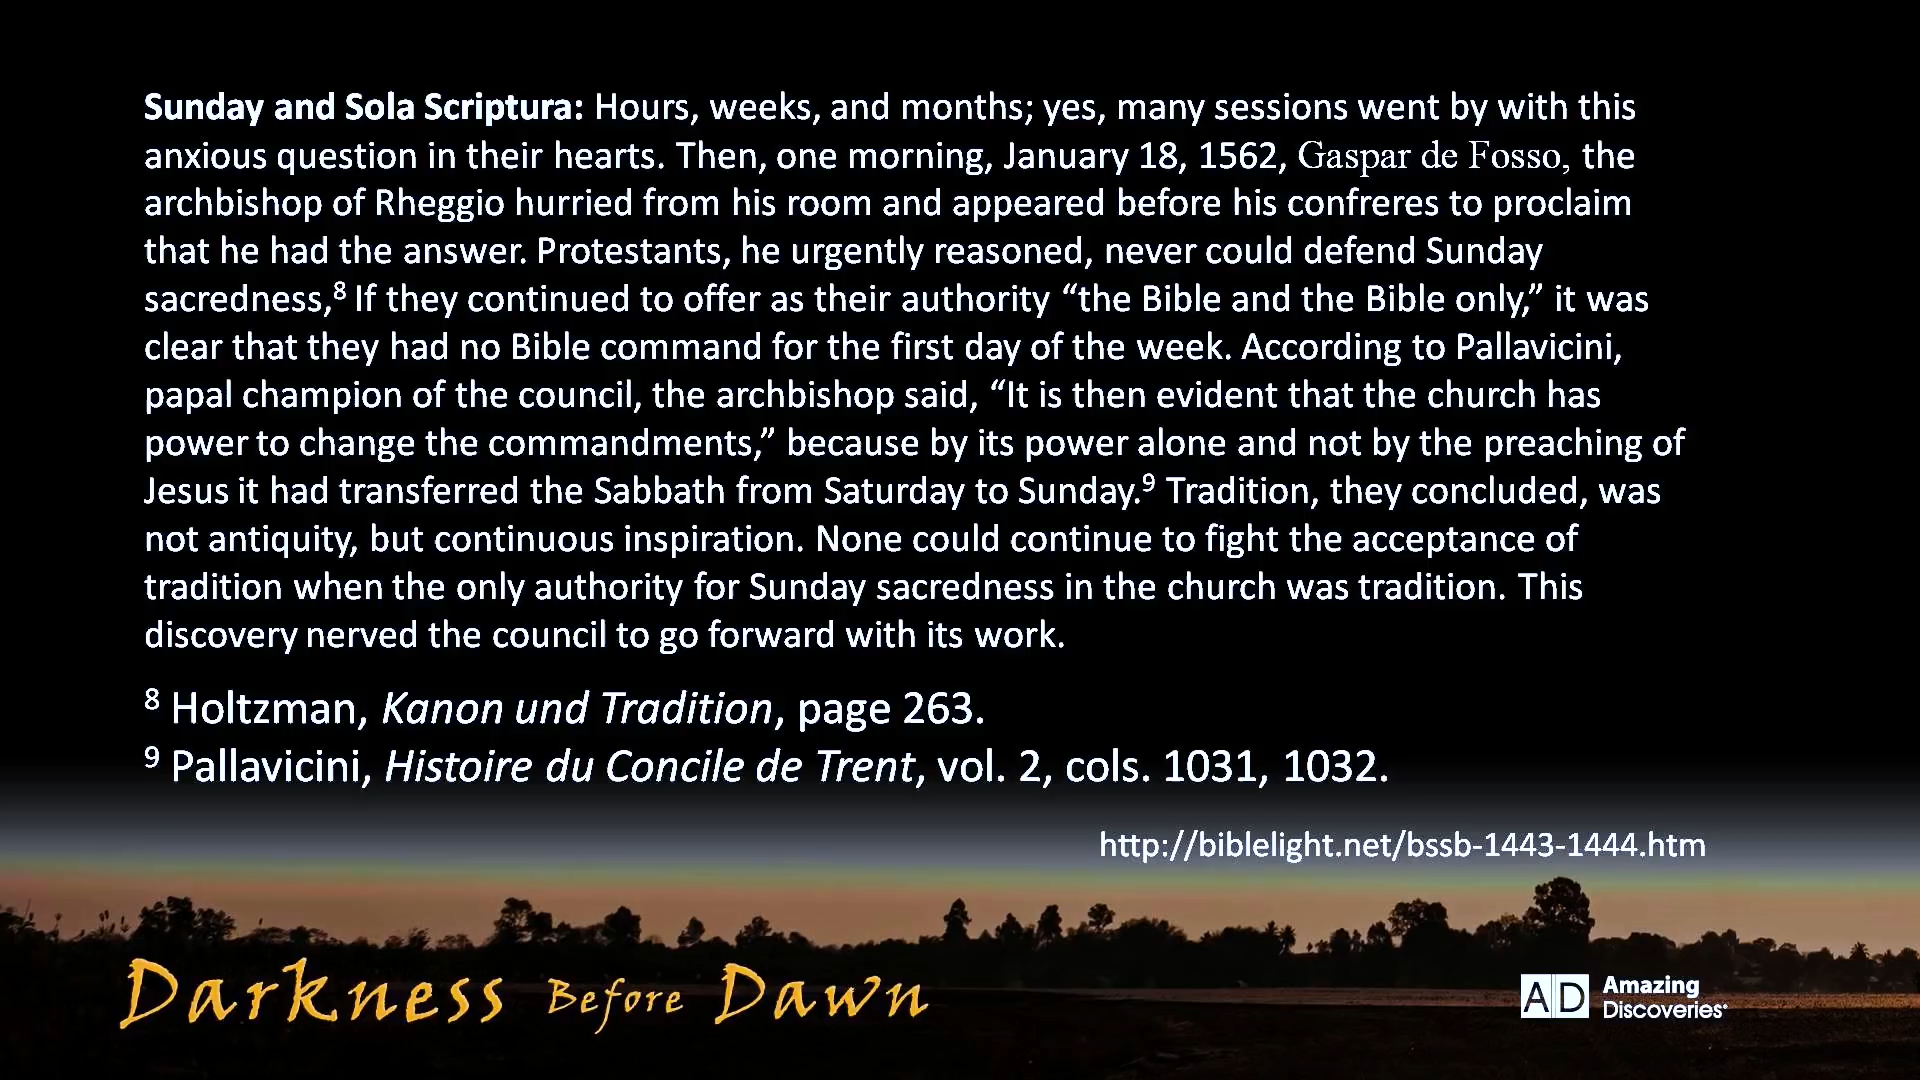 Sunday and Sola Scriptura: Hours, weeks, and months; yes, many sessions went by with this
anxious question in their hearts. Then, one morning, January 18, 1562, Gaspar de Fosso, the
archbishop of Rheggio hurried from his room and appeared before his confreres to proclaim
that he had the answer. Protestants, he urgently reasoned, never could defend Sunday
sacredness,⁸ If they continued to offer as their authority “the Bible and the Bible only,” it was
clear that they had no Bible command for the first day of the week. According to Pallavicini,
papal champion of the council, the archbishop said, “It is then evident that the church has
power to change the commandments,” because by its power alone and not by the preaching of
Jesus it had transferred the Sabbath from Saturday to Sunday.⁹ Tradition, they concluded, was
not antiquity, but continuous inspiration. None could continue to fight the acceptance of
tradition when the only authority for Sunday sacredness in the church was tradition. This
discovery nerved the council to go forward with its work.
⁸ Holtzman, Kanon und Tradition, page 263.
⁹ Pallavicini, Histoire du Concile de Trent, vol. 2, cols. 1031, 1032.
http://biblelight.net/bssb-1443-1444.htm
Darkness Before Dawn
AD Amazing
Discoveries